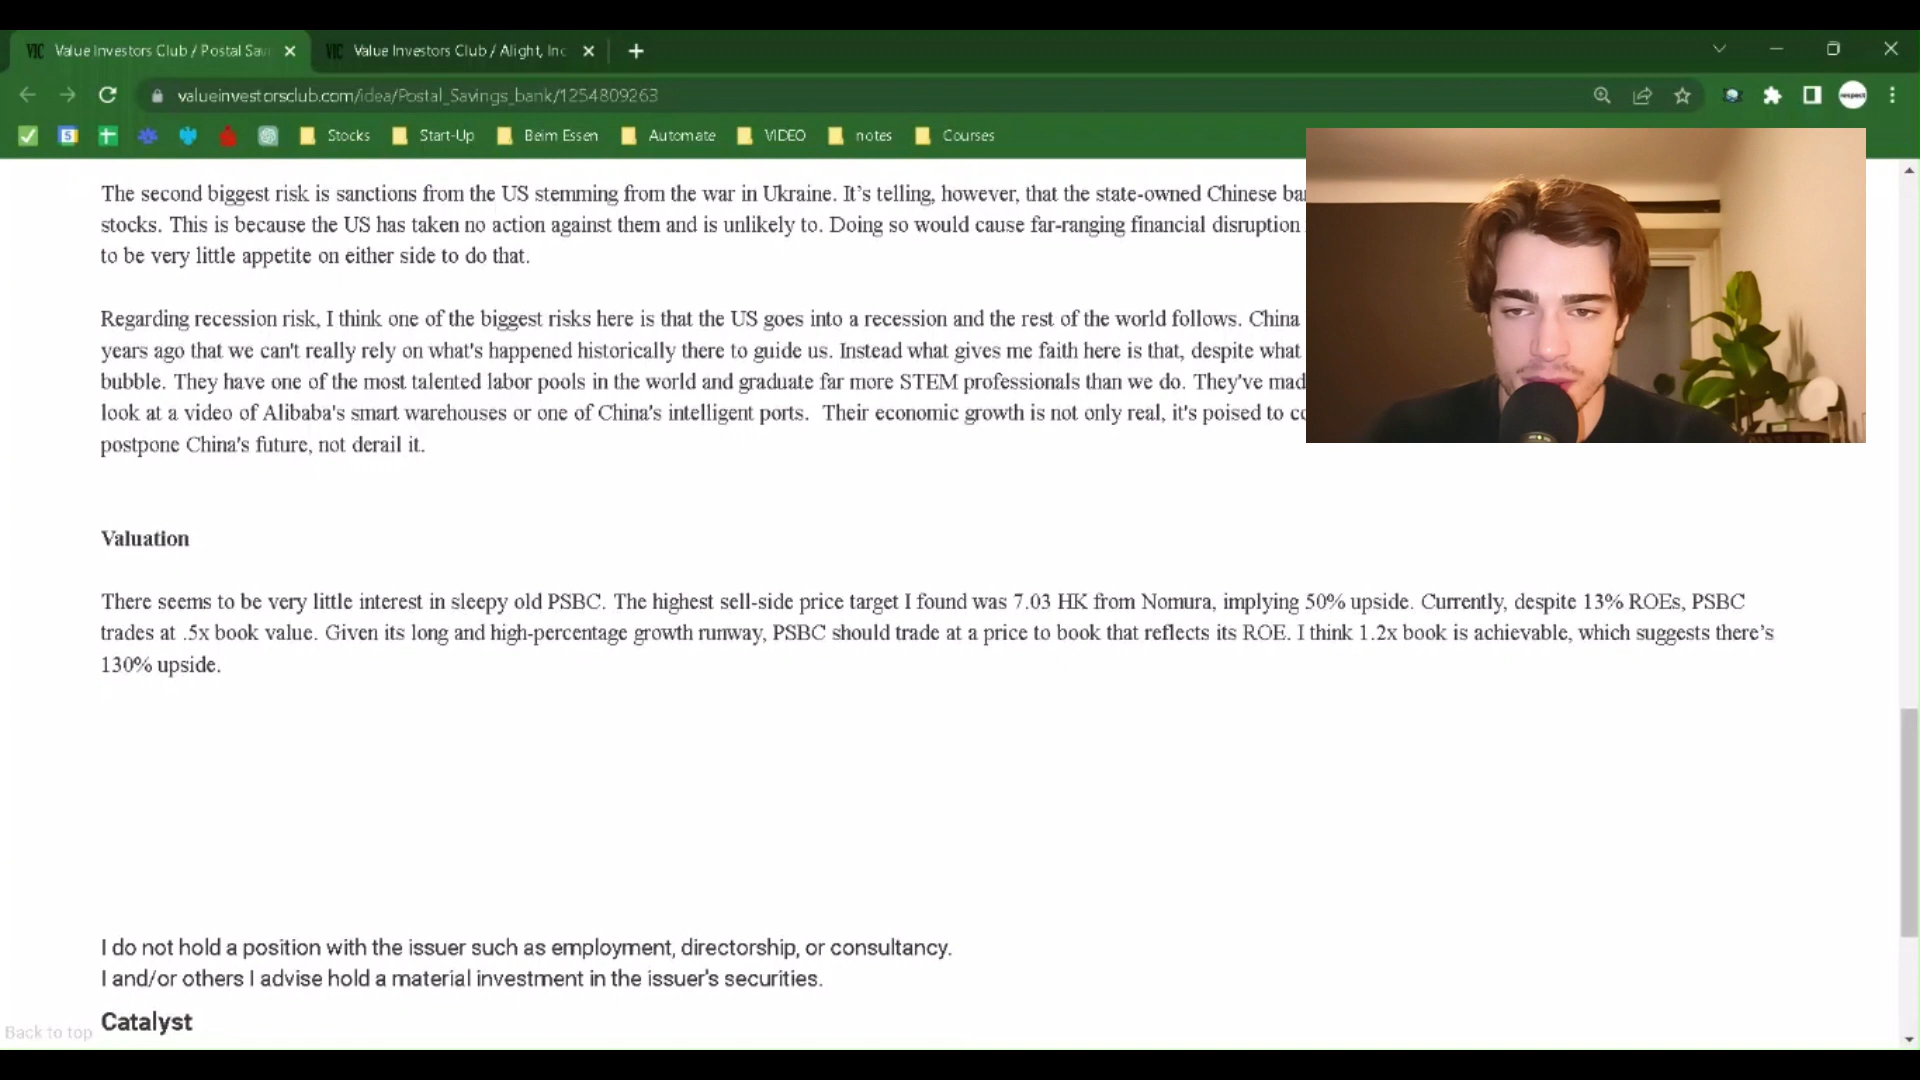 Value Investors Club / Postal Sav
Value Investors Club / Alight, Inc
valueinvestorsclub.com/idea/Postal_Savings_bank/1254809263
respect
5
Stocks
Start-Up
Beim Essen
Automate
VIDEO
notes
Courses
The second biggest risk is sanctions from the US stemming from the war in Ukraine. It’s telling, however, that the state-owned Chinese ba
stocks. This is because the US has taken no action against them and is unlikely to. Doing so would cause far-ranging financial disruption
to be very little appetite on either side to do that.
Regarding recession risk, I think one of the biggest risks here is that the US goes into a recession and the rest of the world follows. China
years ago that we can't really rely on what's happened historically there to guide us. Instead what gives me faith here is that, despite what
bubble. They have one of the most talented labor pools in the world and graduate far more STEM professionals than we do. They've mad
look at a video of Alibaba's smart warehouses or one of China's intelligent ports. Their economic growth is not only real, it's poised to co
postpone China's future, not derail it.
Valuation
There seems to be very little interest in sleepy old PSBC. The highest sell-side price target I found was 7.03 HK from Nomura, implying 50% upside. Currently, despite 13% ROEs, PSBC
trades at .5x book value. Given its long and high-percentage growth runway, PSBC should trade at a price to book that reflects its ROE. I think 1.2x book is achievable, which suggests there’s
130% upside.
I do not hold a position with the issuer such as employment, directorship, or consultancy.
I and/or others I advise hold a material investment in the issuer's securities.
Catalyst
Back to top